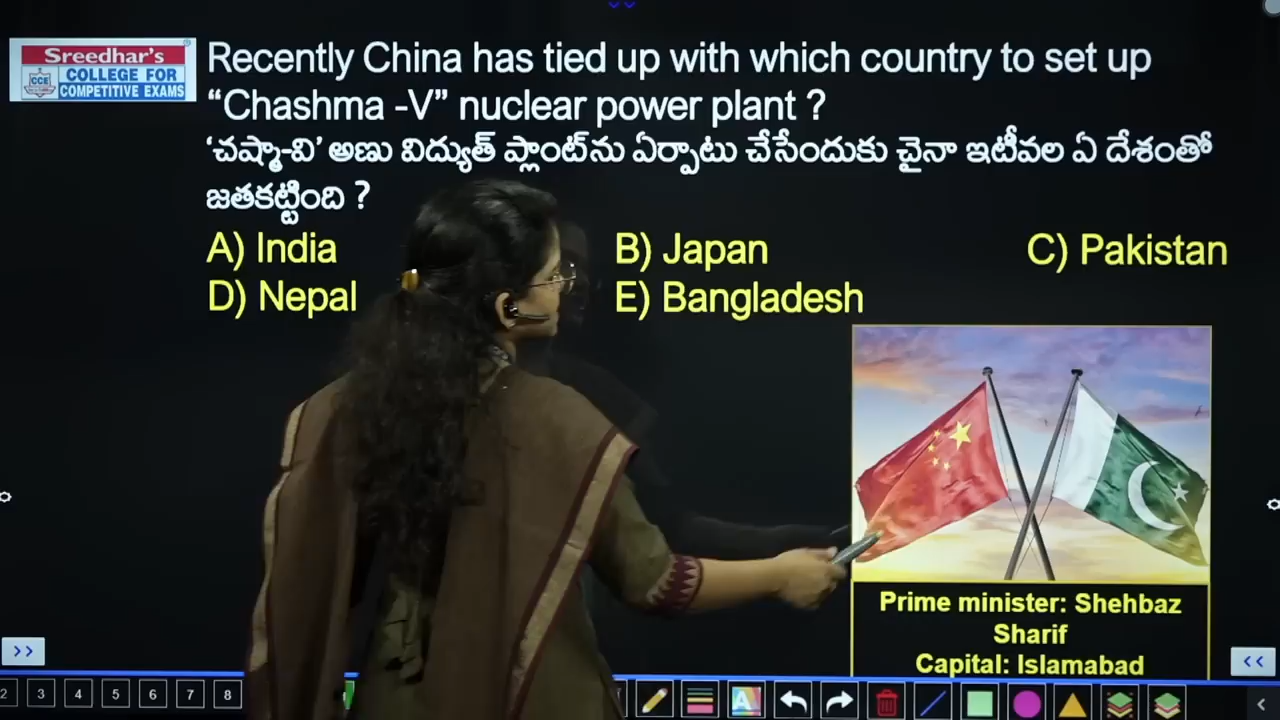 Sreedhar's
CCE
COLLEGE FOR
COMPETITIVE EXAMS
Recently China has tied up with which country to set up
“Chashma -V” nuclear power plant ?
‘చష్మా-వి’ అణు విద్యుత్ ప్లాంట్‌ను ఏర్పాటు చేసేందుకు చైనా ఇటీవల ఏ దేశంతో
జతకట్టింది ?
A) India B) Japan C) Pakistan
D) Nepal E) Bangladesh
Prime minister: Shehbaz
Sharif
Capital: Islamabad
>> <<
2 3 4 5 6 7 8